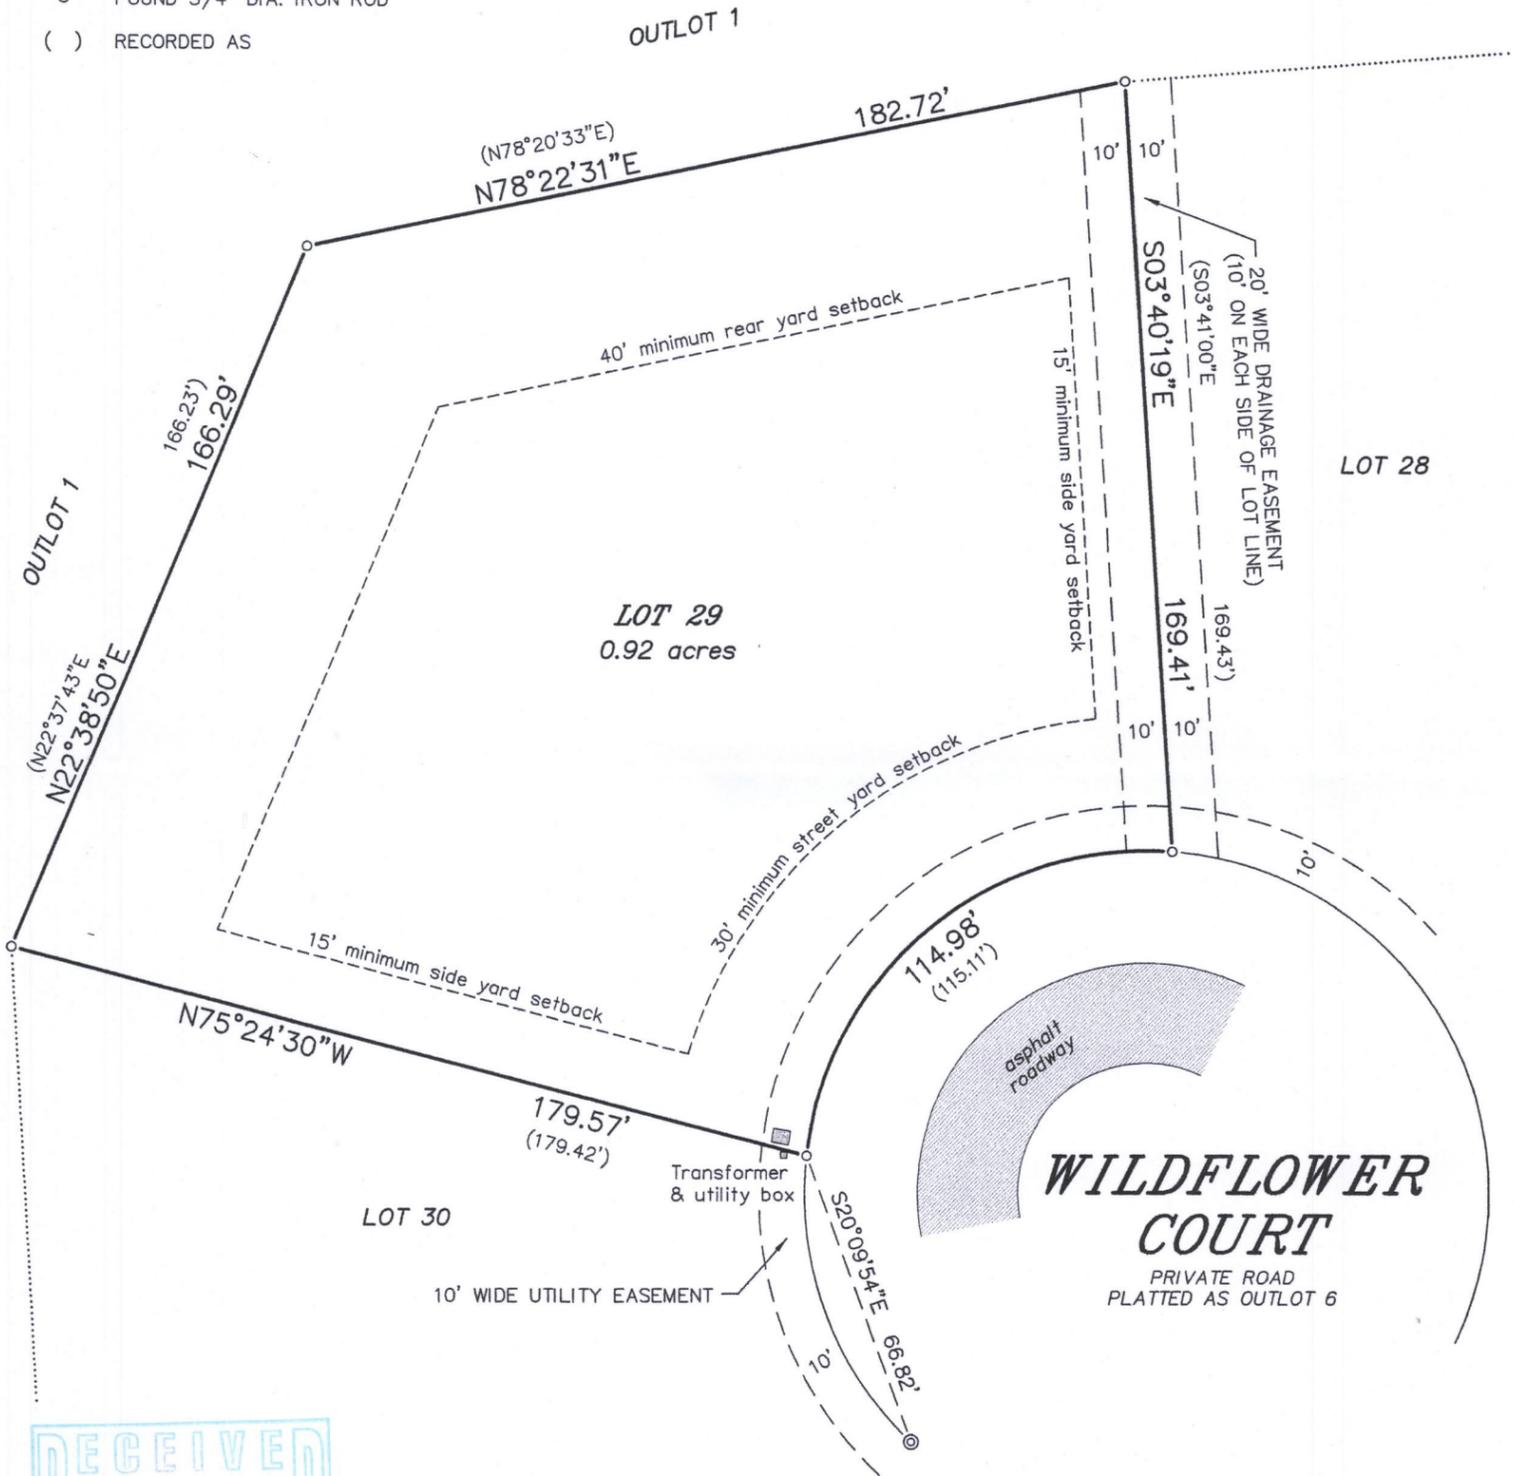 FOUND 3/4" DIA. IRON ROD
( ) RECORDED AS
OUTLOT 1
182.72'
(N78°20'33"E)
N78°22'31"E
10' 10'
20' WIDE DRAINAGE EASEMENT
(10' ON EACH SIDE OF LOT LINE)
(S03°41'00"E
S03°40'19"E
40' minimum rear yard setback
15' minimum side yard setback
166.23')
166.29'
OUTLOT 1
LOT 28
LOT 29
0.92 acres
169.43')
169.41'
(N22°37'43"E
N22°38'50"E
10' 10'
30' minimum street yard setback
10'
15' minimum side yard setback
114.98'
(115.11')
N75°24'30"W
asphalt
roadway
179.57'
(179.42')
Transformer
& utility box
WILDFLOWER
COURT
PRIVATE ROAD
PLATTED AS OUTLOT 6
LOT 30
S20°09'54"E 66.82'
10' WIDE UTILITY EASEMENT
10'
RECEIVED